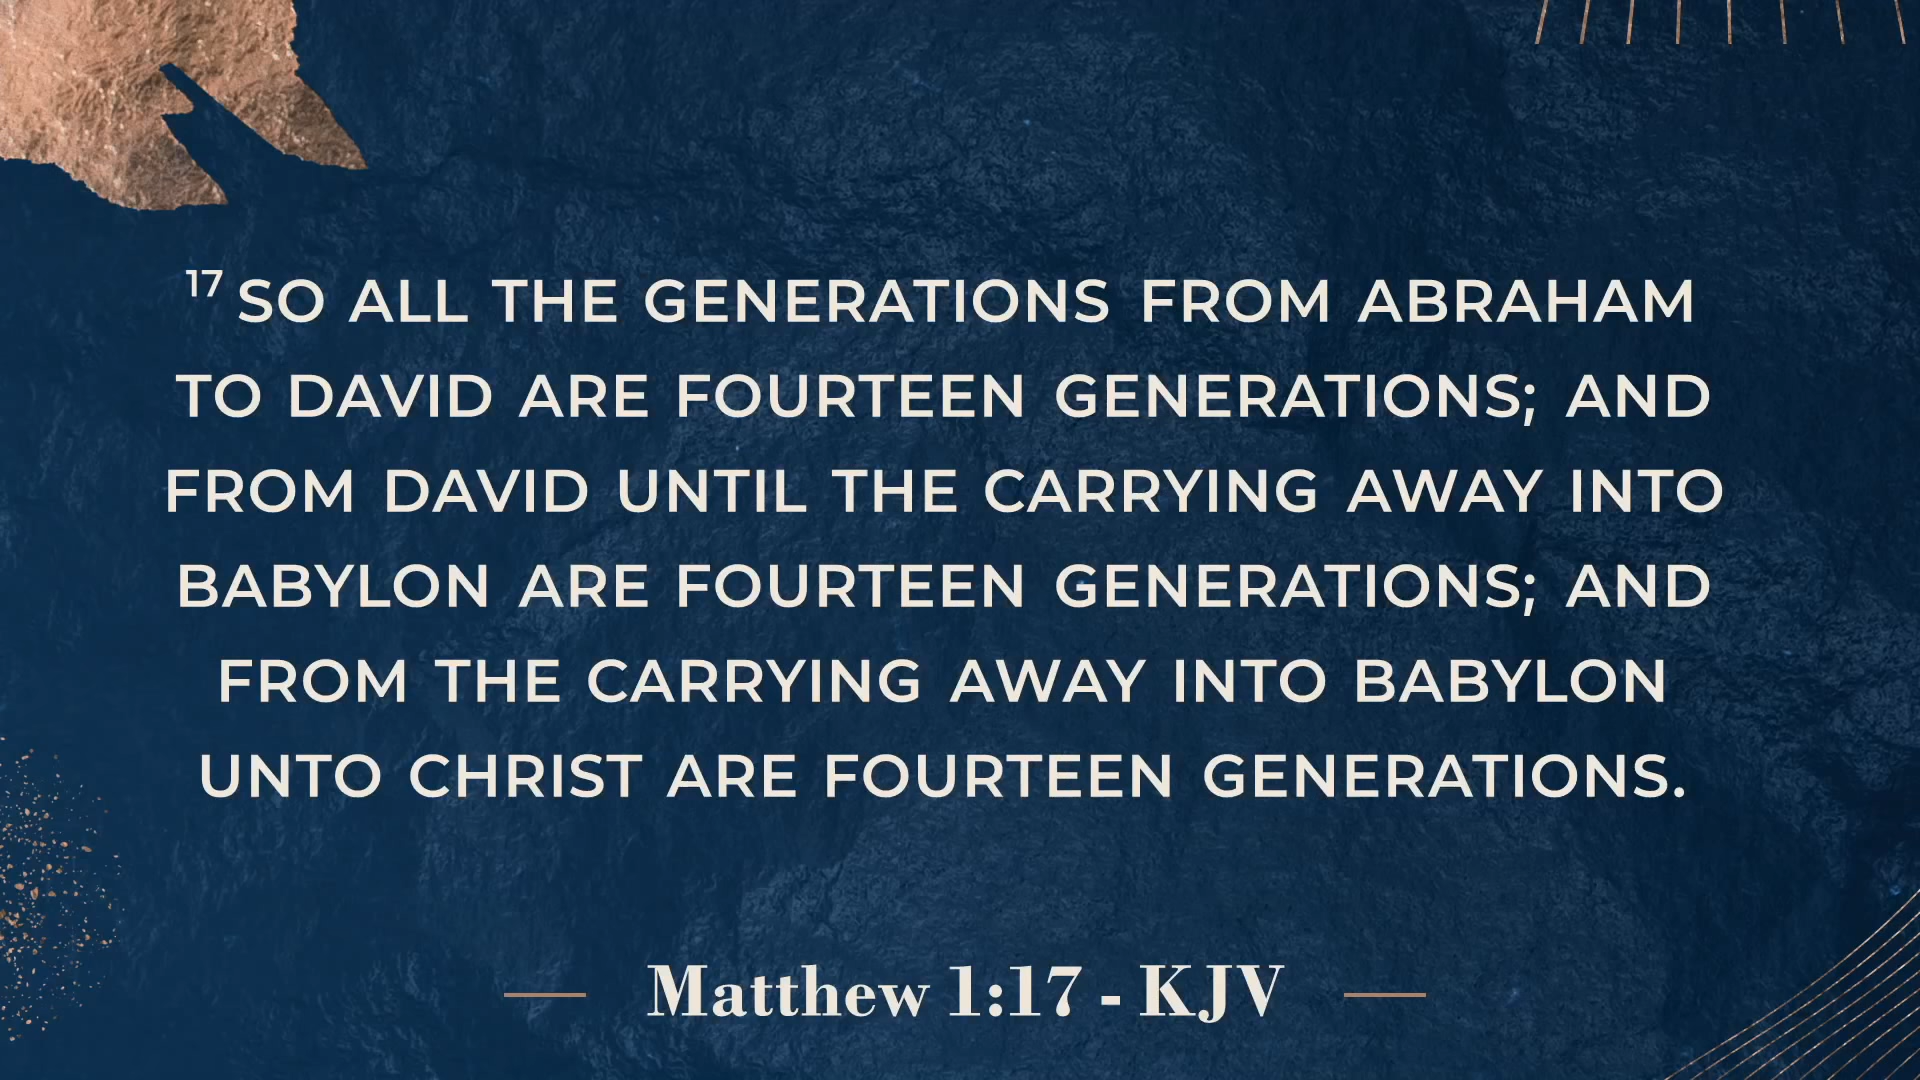 17 SO ALL THE GENERATIONS FROM ABRAHAM
TO DAVID ARE FOURTEEN GENERATIONS; AND
FROM DAVID UNTIL THE CARRYING AWAY INTO
BABYLON ARE FOURTEEN GENERATIONS; AND
FROM THE CARRYING AWAY INTO BABYLON
UNTO CHRIST ARE FOURTEEN GENERATIONS.
Matthew 1:17 - KJV